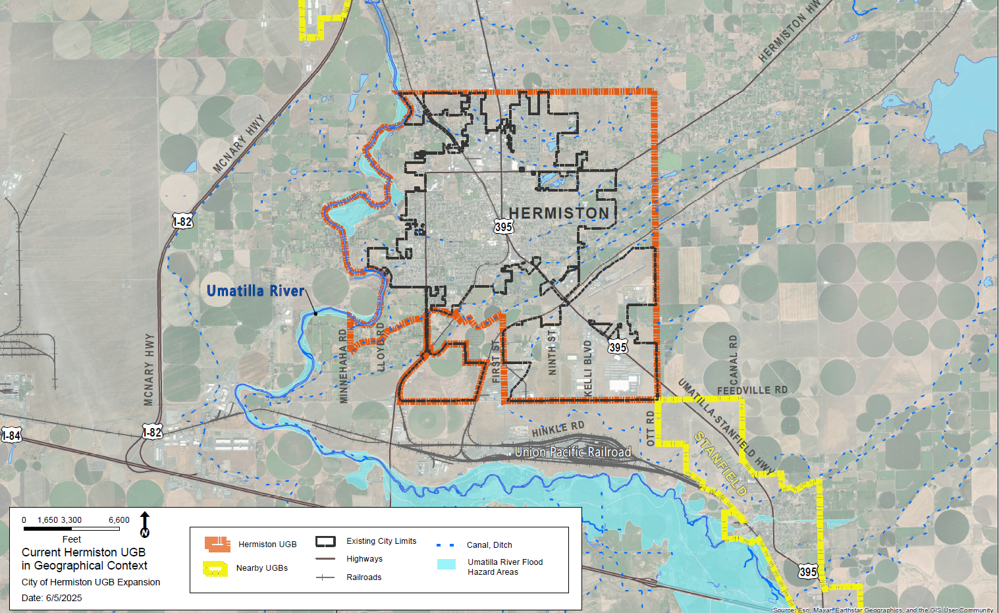 HERMISTON HW
MCNARY HWY
I-82
HERMISTON
395
Umatilla River
MCNARY HWY
MINNEHAHA RD
LLOYD RD
FIRST ST
NINTH ST
KELLI BLVD
395
CANAL RD
FEEDVILLE RD
UMATILLA-STANFIELD HWY
OTT RD
HINKLE RD
I-84
I-82
Union Pacific Railroad
STANFIELD
395
0 1,650 3,300 6,600
Feet
N
Current Hermiston UGB
in Geographical Context
City of Hermiston UGB Expansion
Date: 6/5/2025
Hermiston UGB
Nearby UGBs
Existing City Limits
Highways
Railroads
Canal, Ditch
Umatilla River Flood
Hazard Areas
Source: Esri, Maxar, Earthstar Geographics, and the GIS User Community